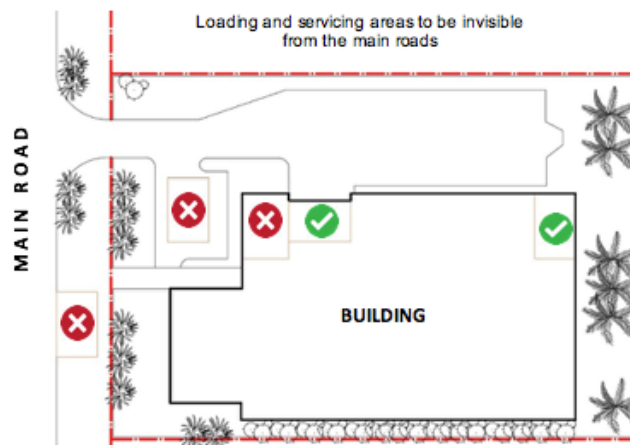 Loading and servicing areas to be invisible
from the main roads
MAIN ROAD
BUILDING